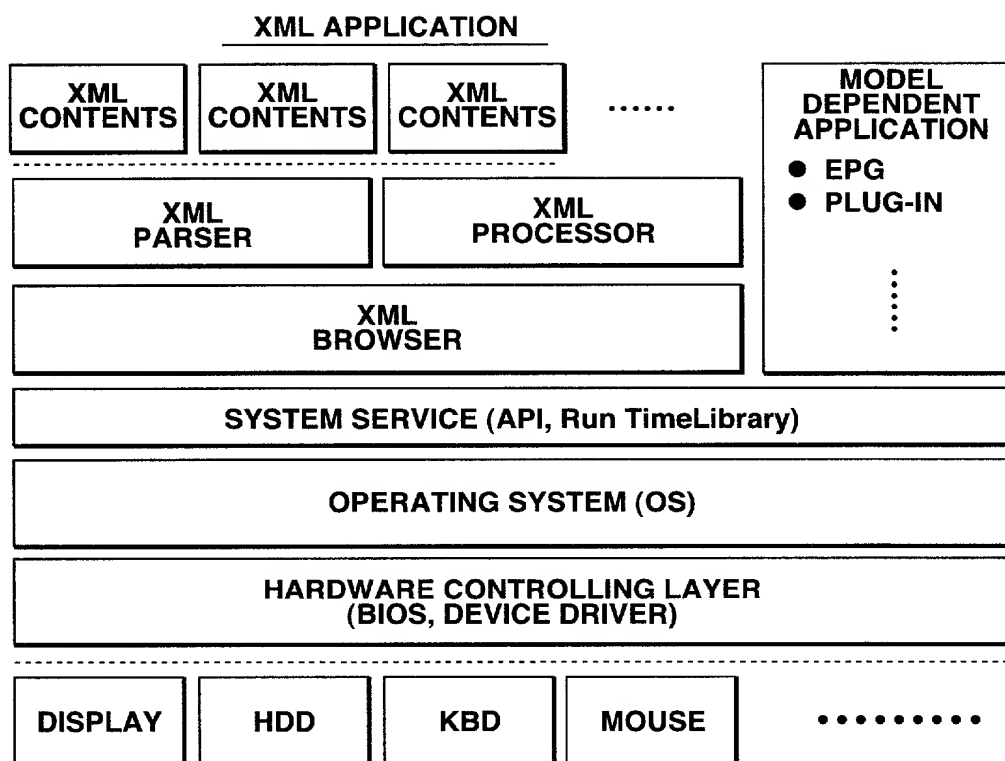 XML APPLICATION
XML
CONTENTS
XML
CONTENTS
XML
CONTENTS
......
MODEL
DEPENDENT
APPLICATION
● EPG
● PLUG-IN
XML
PARSER
XML
PROCESSOR
XML
BROWSER
SYSTEM SERVICE (API, Run TimeLibrary)
OPERATING SYSTEM (OS)
HARDWARE CONTROLLING LAYER
(BIOS, DEVICE DRIVER)
DISPLAY
HDD
KBD
MOUSE
.........